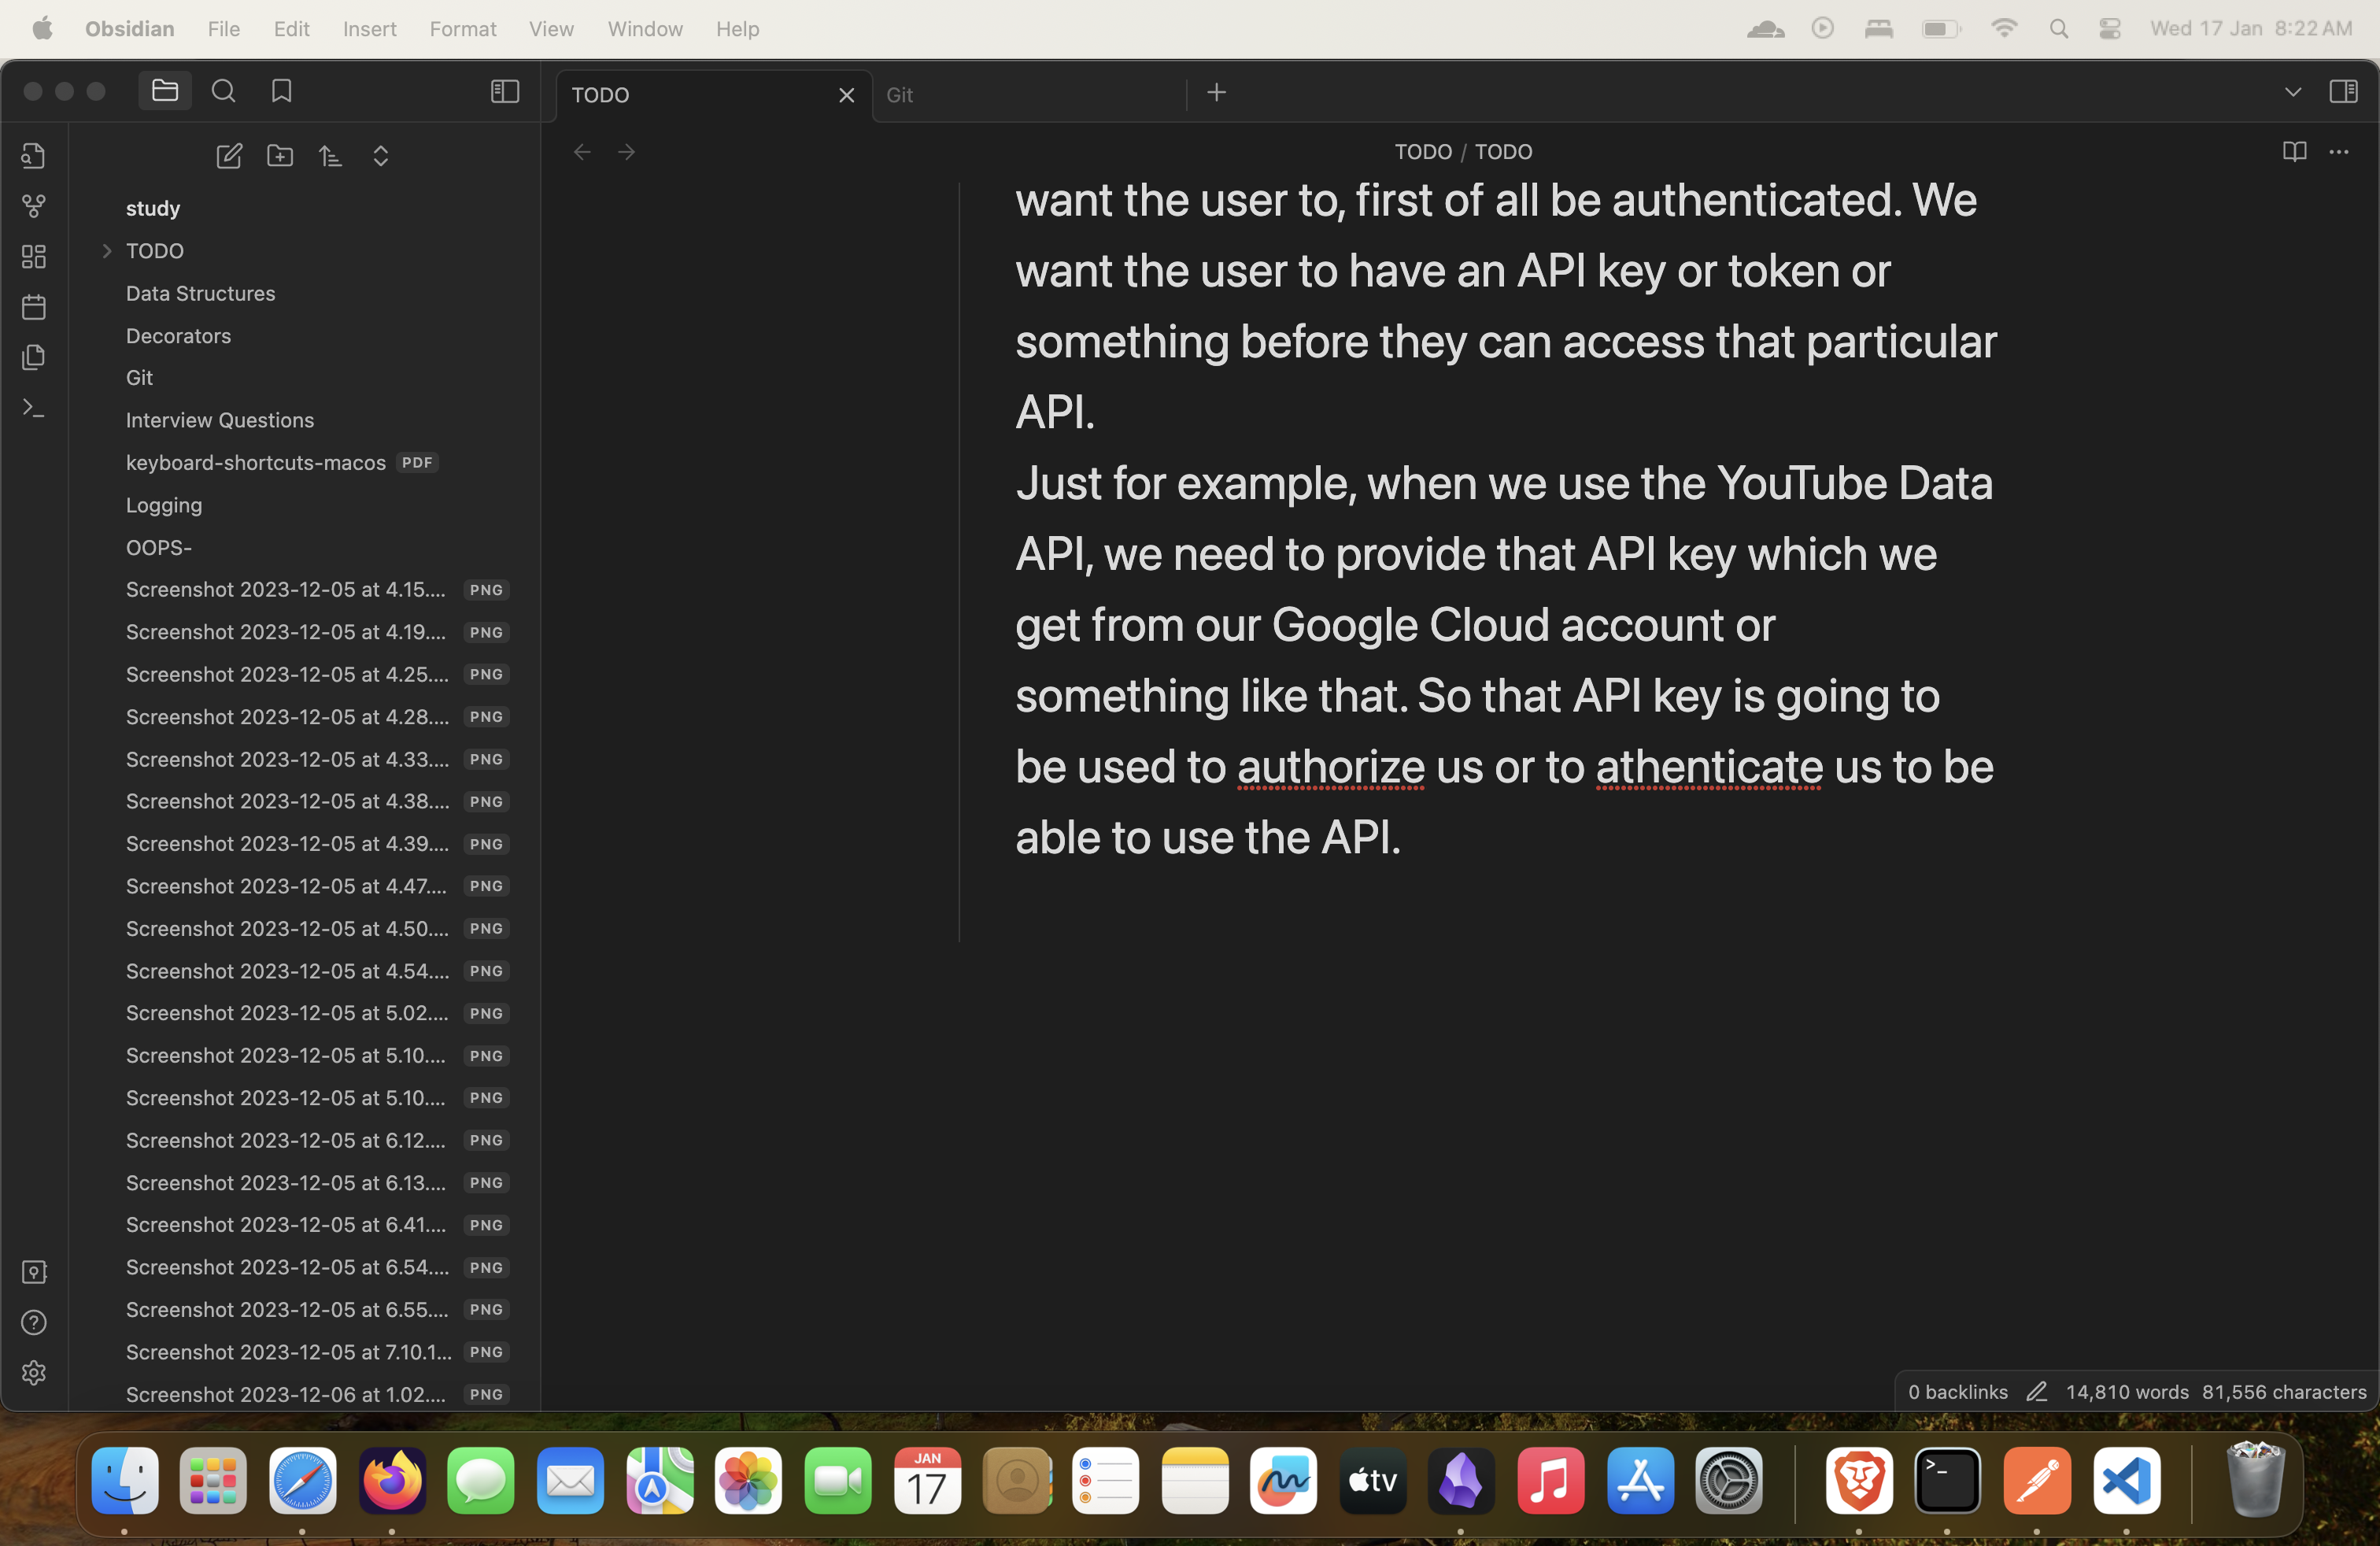 Obsidian File Edit Insert Format View Window Help Wed 17 Jan 8:22 AM
TODO Git
TODO / TODO
study
TODO
Data Structures
Decorators
Git
Interview Questions
keyboard-shortcuts-macos PDF
Logging
OOPS-
Screenshot 2023-12-05 at 4.15.... PNG
Screenshot 2023-12-05 at 4.19.... PNG
Screenshot 2023-12-05 at 4.25.... PNG
Screenshot 2023-12-05 at 4.28.... PNG
Screenshot 2023-12-05 at 4.33.... PNG
Screenshot 2023-12-05 at 4.38.... PNG
Screenshot 2023-12-05 at 4.39.... PNG
Screenshot 2023-12-05 at 4.47.... PNG
Screenshot 2023-12-05 at 4.50.... PNG
Screenshot 2023-12-05 at 4.54.... PNG
Screenshot 2023-12-05 at 5.02.... PNG
Screenshot 2023-12-05 at 5.10.... PNG
Screenshot 2023-12-05 at 5.10.... PNG
Screenshot 2023-12-05 at 6.12.... PNG
Screenshot 2023-12-05 at 6.13.... PNG
Screenshot 2023-12-05 at 6.41.... PNG
Screenshot 2023-12-05 at 6.54.... PNG
Screenshot 2023-12-05 at 6.55.... PNG
Screenshot 2023-12-05 at 7.10.1... PNG
Screenshot 2023-12-06 at 1.02.... PNG
want the user to, first of all be authenticated. We
want the user to have an API key or token or
something before they can access that particular
API.
Just for example, when we use the YouTube Data
API, we need to provide that API key which we
get from our Google Cloud account or
something like that. So that API key is going to
be used to authorize us or to athenticate us to be
able to use the API.
0 backlinks 14,810 words 81,556 characters
JAN
17
tv